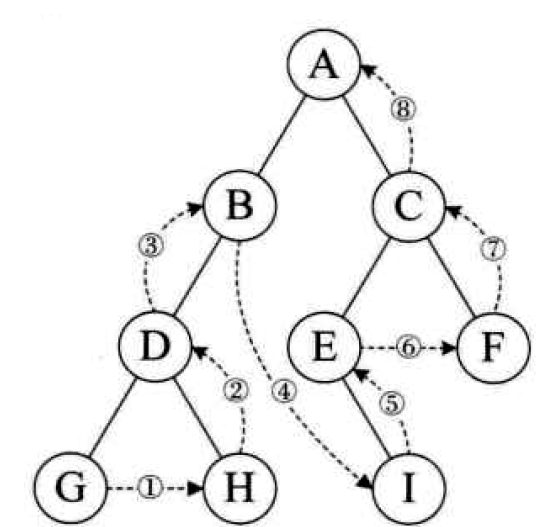 A
⑧
B C
③ ⑦
D E ⑥ F
② ④ ⑤
G ① H I